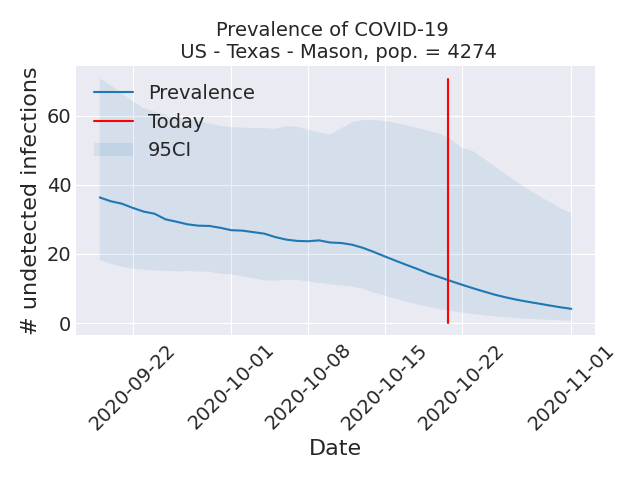 Prevalence of COVID-19
US - Texas - Mason, pop. = 4274
# undetected infections
60
40
20
0
Prevalence
Today
95CI
2020-09-22
2020-10-01
2020-10-08
2020-10-15
2020-10-22
2020-11-01
Date